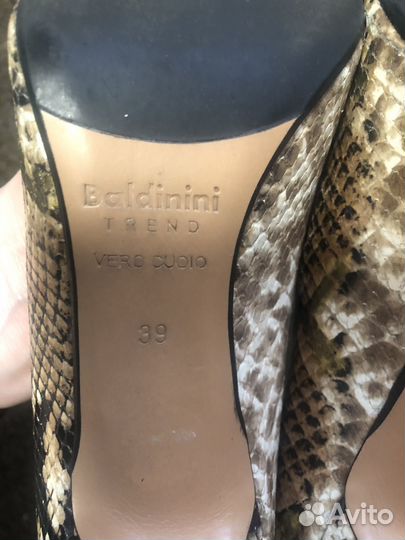 Baldinini
TREND
VERO CUOIO
39
Avito